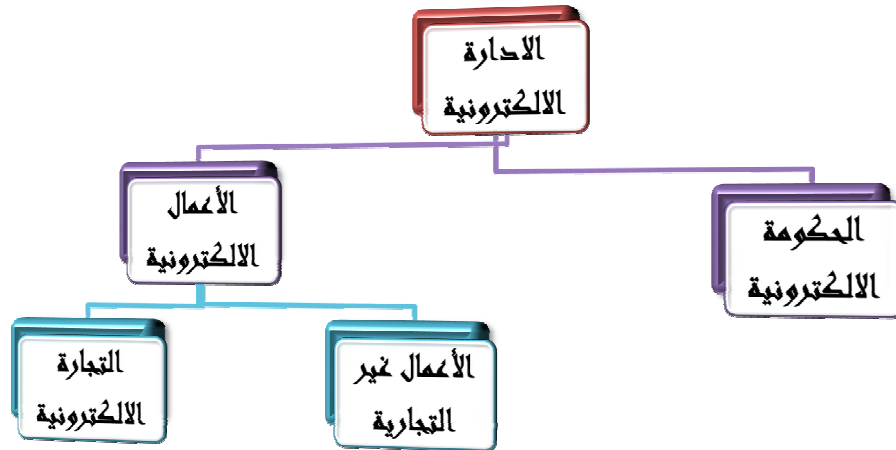 الادارة
الالكترونية
الحكومة
الالكترونية
الأعمال
الالكترونية
الأعمال غير
التجارية
التجارة
الالكترونية